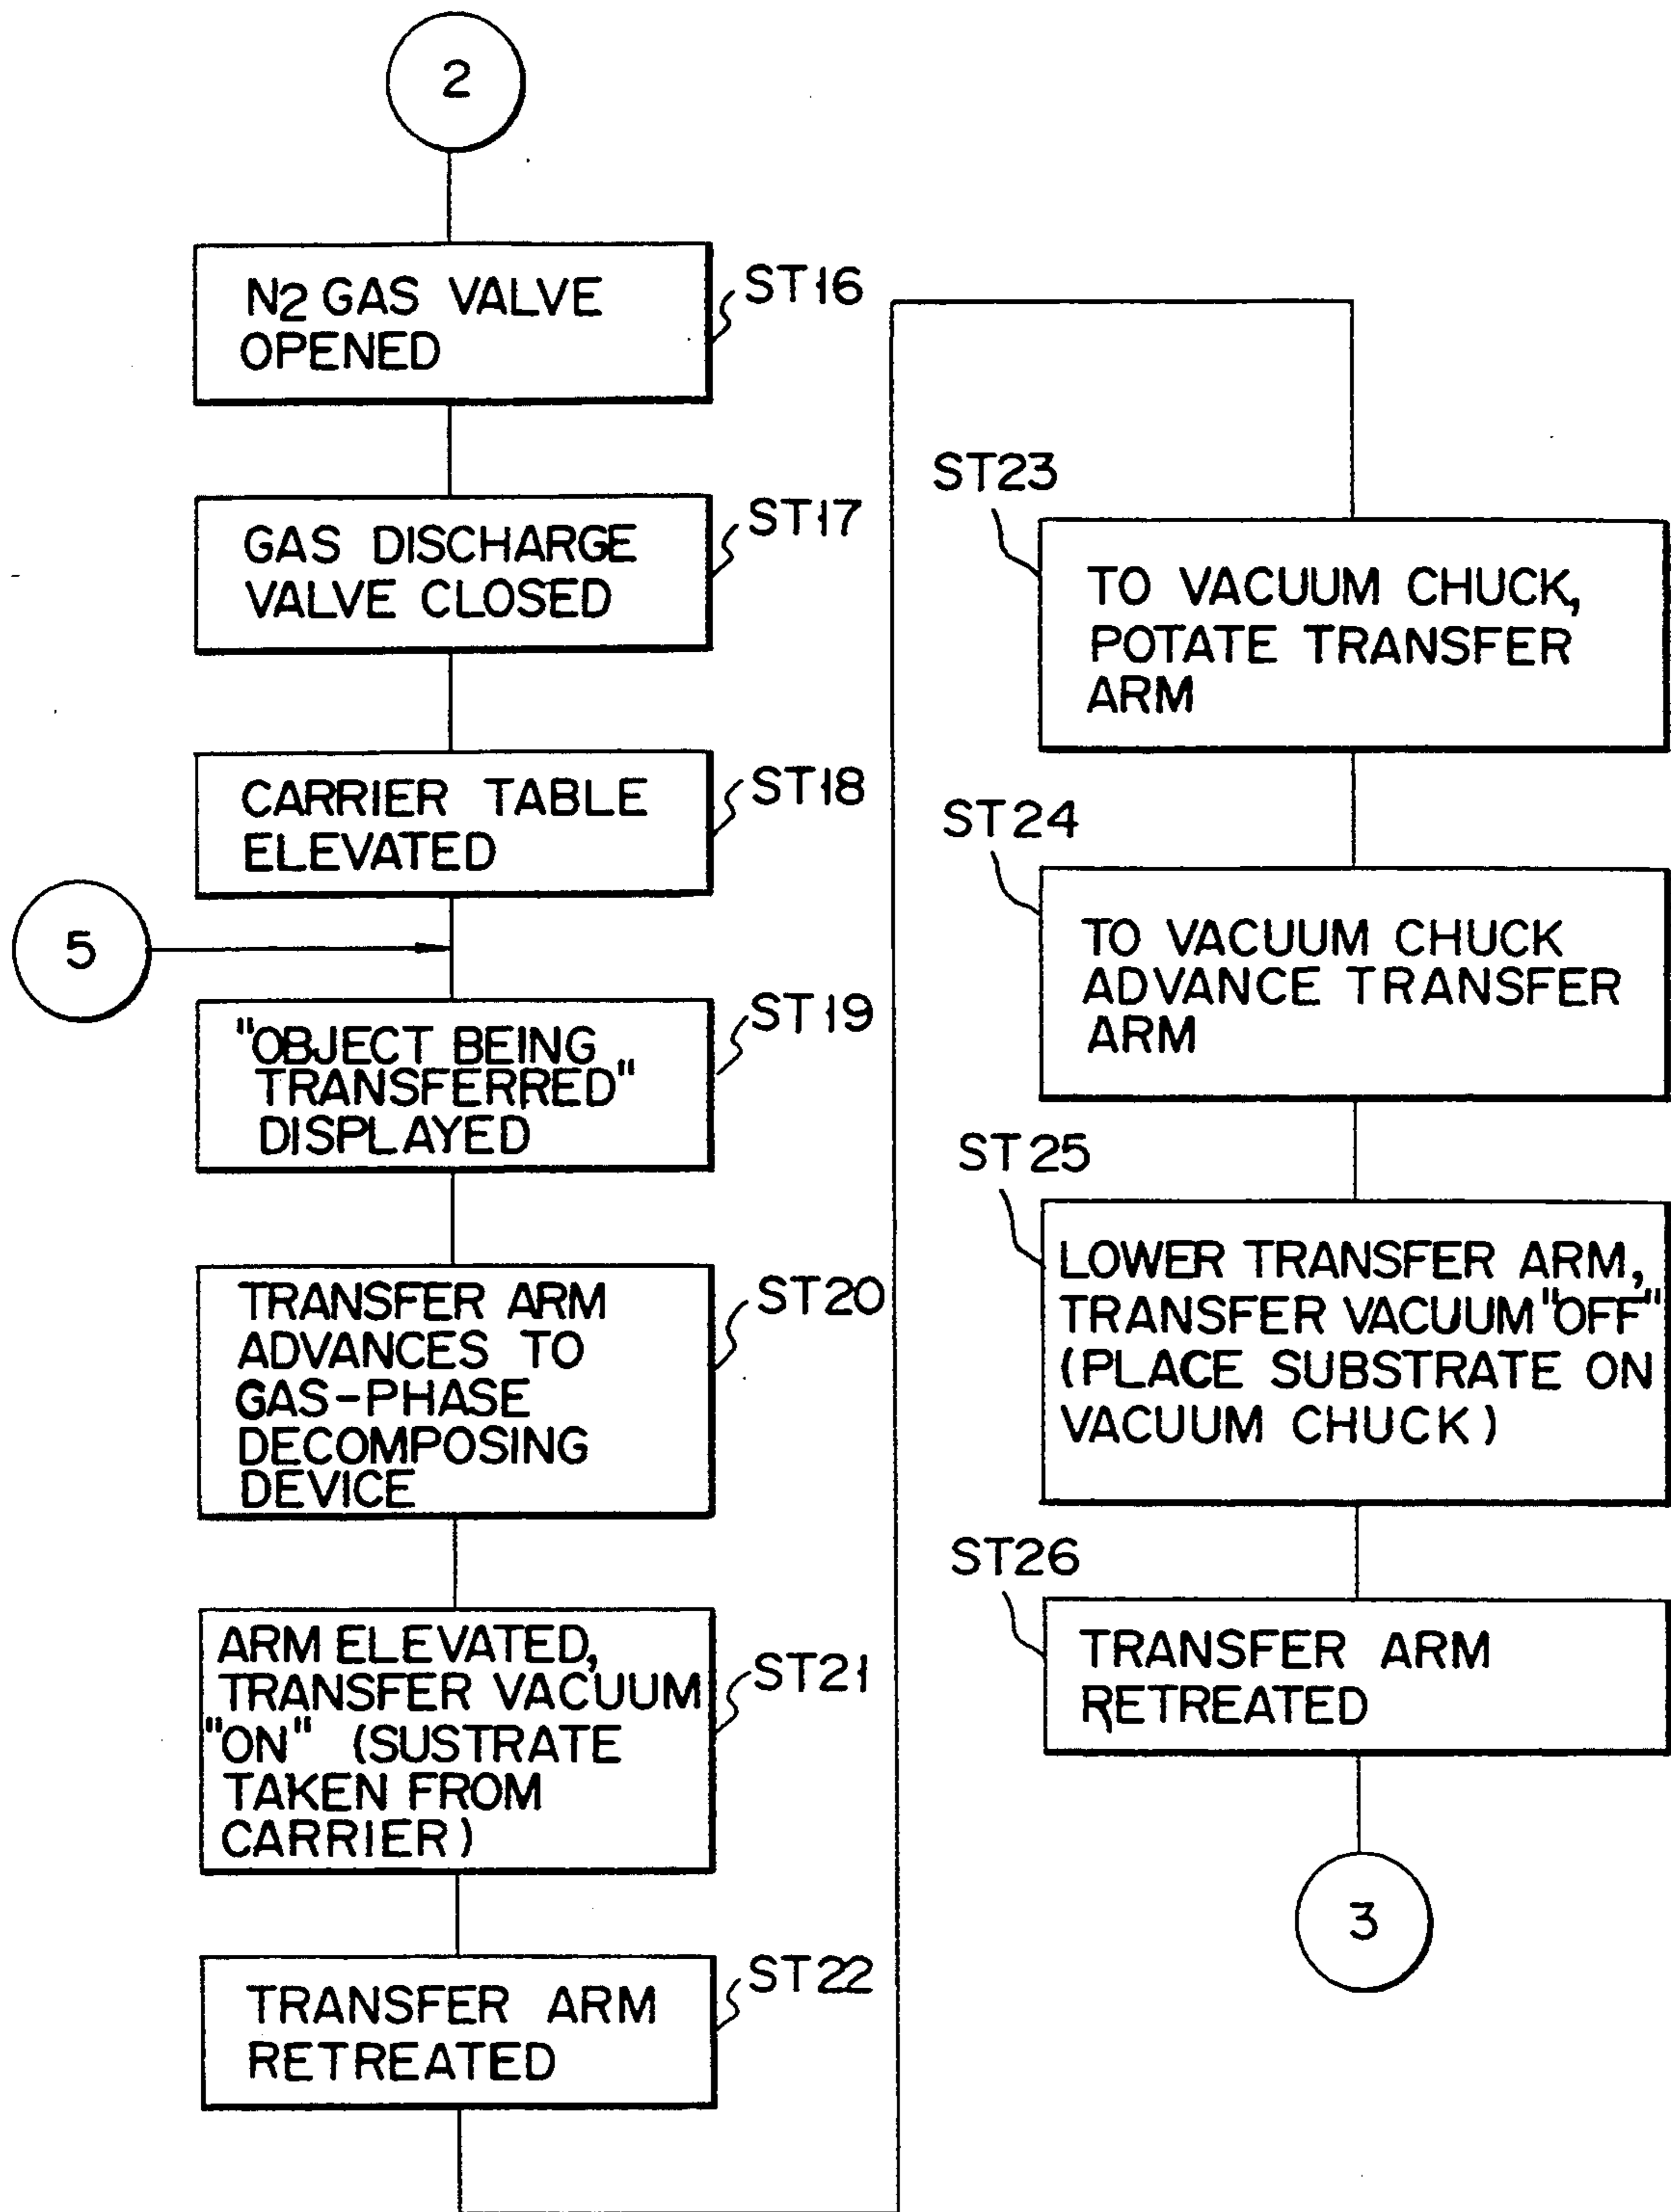 2
N2 GAS VALVE
OPENED
ST16
GAS DISCHARGE
VALVE CLOSED
ST17
CARRIER TABLE
ELEVATED
ST18
5
"OBJECT BEING
TRANSFERRED"
DISPLAYED
ST19
TRANSFER ARM
ADVANCES TO
GAS-PHASE
DECOMPOSING
DEVICE
ST20
ARM ELEVATED,
TRANSFER VACUUM
"ON" (SUSTRATE
TAKEN FROM
CARRIER)
ST21
TRANSFER ARM
RETREATED
ST22
ST23
TO VACUUM CHUCK,
POTATE TRANSFER
ARM
ST24
TO VACUUM CHUCK
ADVANCE TRANSFER
ARM
ST25
LOWER TRANSFER ARM,
TRANSFER VACUUM "OFF"
(PLACE SUBSTRATE ON
VACUUM CHUCK)
ST26
TRANSFER ARM
RETREATED
3